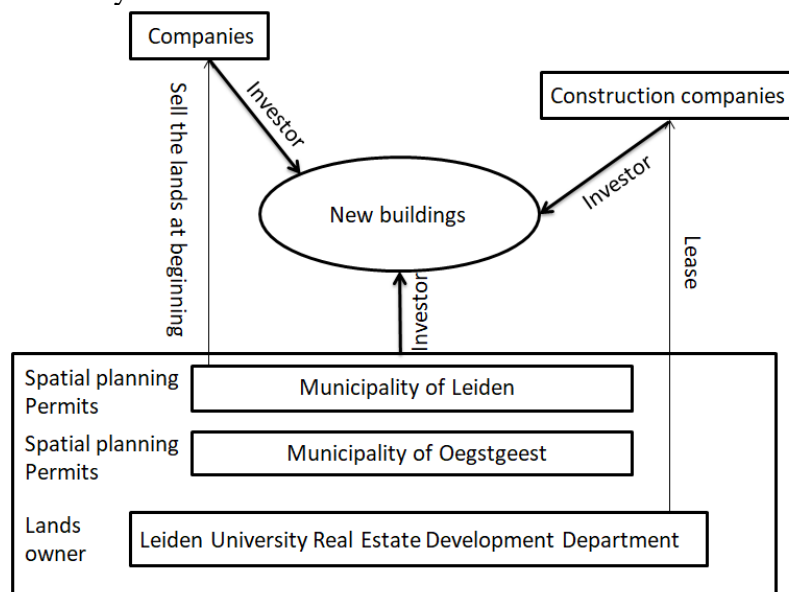 Companies
Sell the lands at beginning
Investor
Construction companies
Investor
New buildings
Lease
Investor
Spatial planning
Permits
Municipality of Leiden
Spatial planning
Permits
Municipality of Oegstgeest
Lands
owner
Leiden University Real Estate Development Department